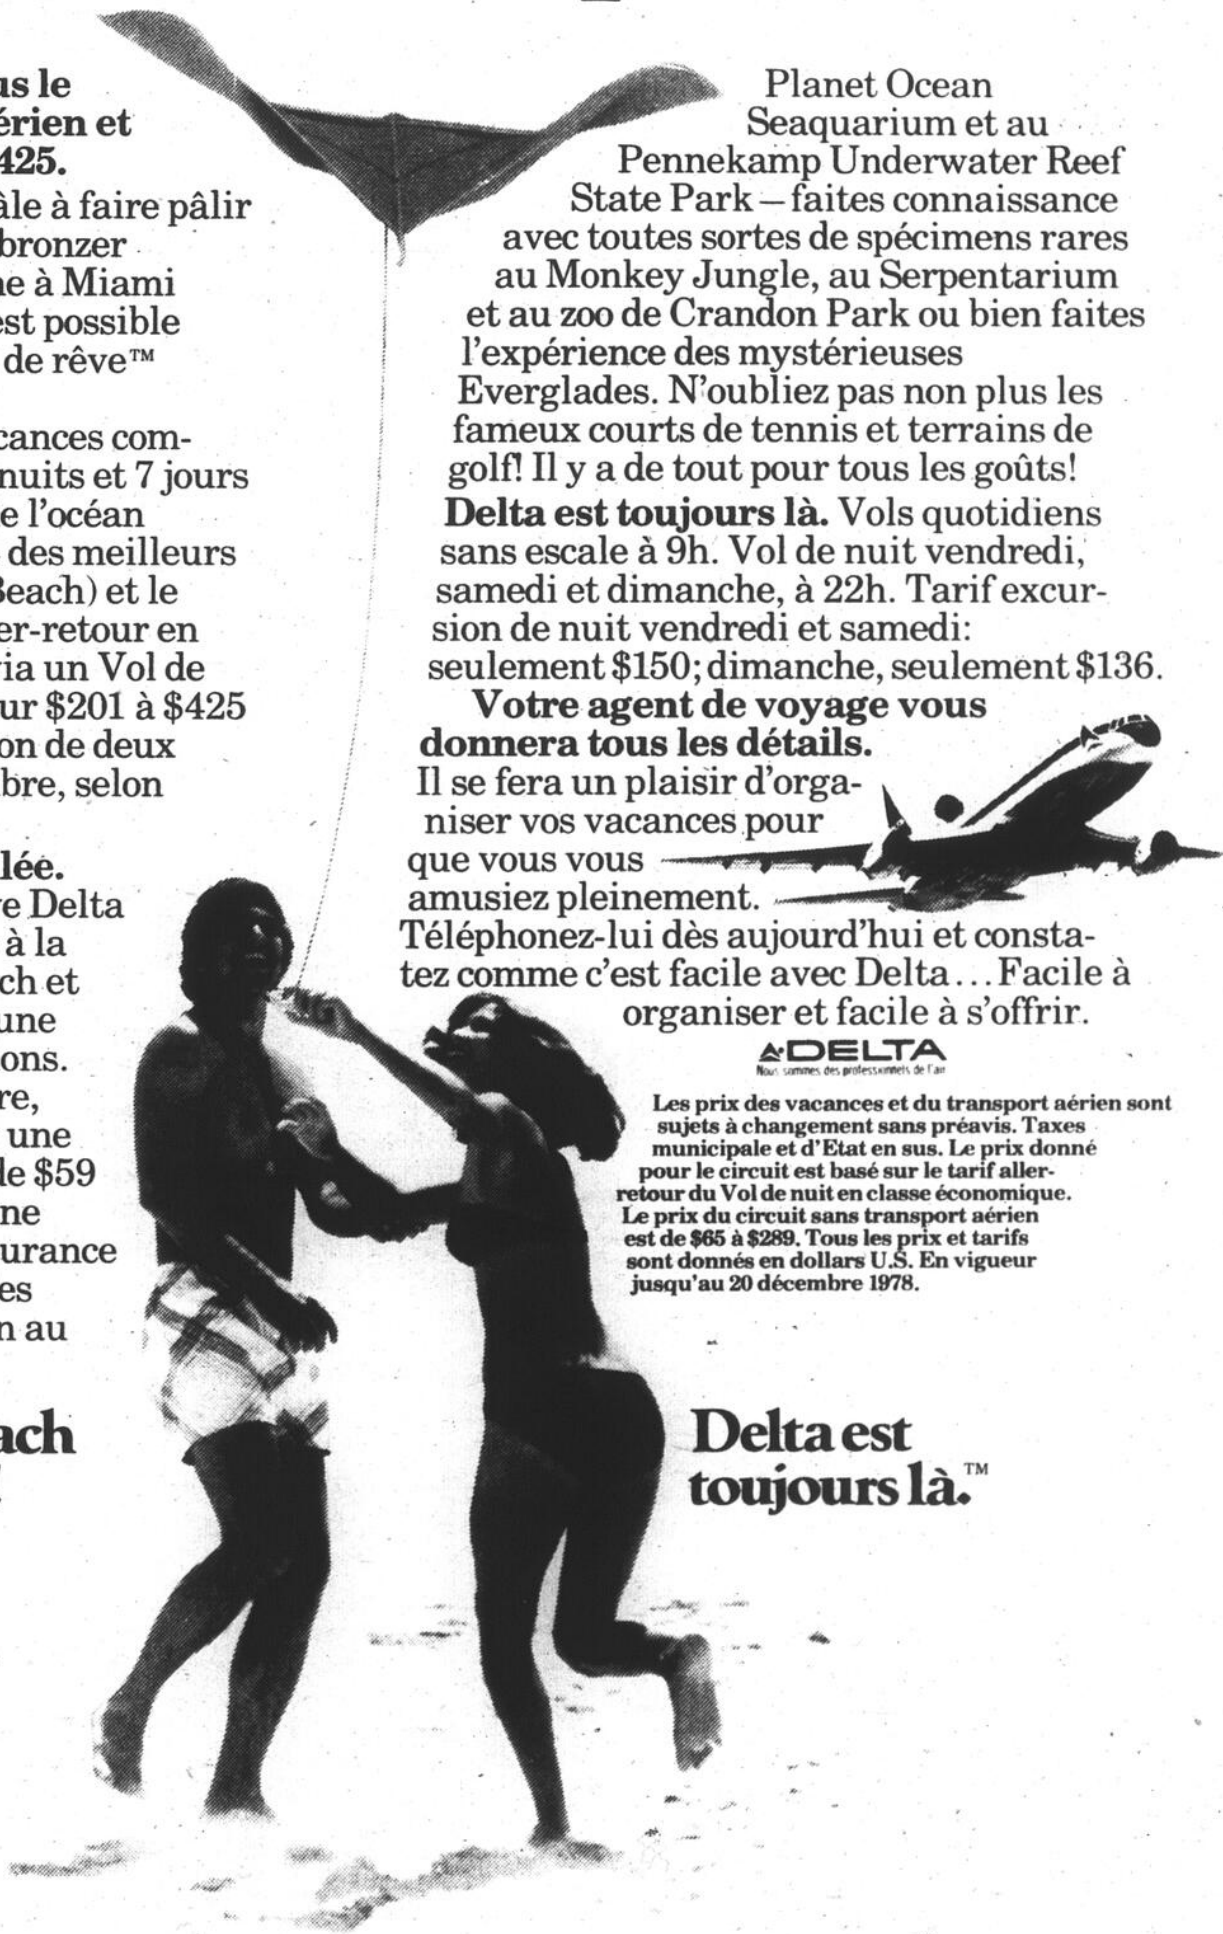 us le
érien et
425.
âle à faire pâlir
bronzer
ne à Miami
est possible
de rêve™
cances com-
nuits et 7 jours
e l'océan
des meilleurs
Beach) et le
er-retour en
via un Vol de
ur $201 à $425
on de deux
bre, selon
lée.
ve Delta
à la
ch et
une
ons.
re,
une
de $59
ne
urance
es
n au
ach
Planet Ocean
Seaquarium et au
Pennekamp Underwater Reef
State Park — faites connaissance
avec toutes sortes de spécimens rares
au Monkey Jungle, au Serpentarium
et au zoo de Crandon Park ou bien faites
l'expérience des mystérieuses
Everglades. N'oubliez pas non plus les
fameux courts de tennis et terrains de
golf! Il y a de tout pour tous les goûts!
Delta est toujours là. Vols quotidiens
sans escale à 9h. Vol de nuit vendredi,
samedi et dimanche, à 22h. Tarif excur-
sion de nuit vendredi et samedi:
seulement $150; dimanche, seulement $136.
Votre agent de voyage vous
donnera tous les détails.
Il se fera un plaisir d'orga-
niser vos vacances pour
que vous vous
amusiez pleinement.
Téléphonez-lui dès aujourd'hui et consta-
tez comme c'est facile avec Delta...Facile à
organiser et facile à s'offrir.
DELTA
Nous sommes des professionnels de l'air
Les prix des vacances et du transport aérien sont
sujets à changement sans préavis. Taxes
municipale et d'Etat en sus. Le prix donné
pour le circuit est basé sur le tarif aller-
retour du Vol de nuit en classe économique.
Le prix du circuit sans transport aérien
est de $65 à $289. Tous les prix et tarifs
sont donnés en dollars U.S. En vigueur
jusqu'au 20 décembre 1978.
Delta est
toujours là.™